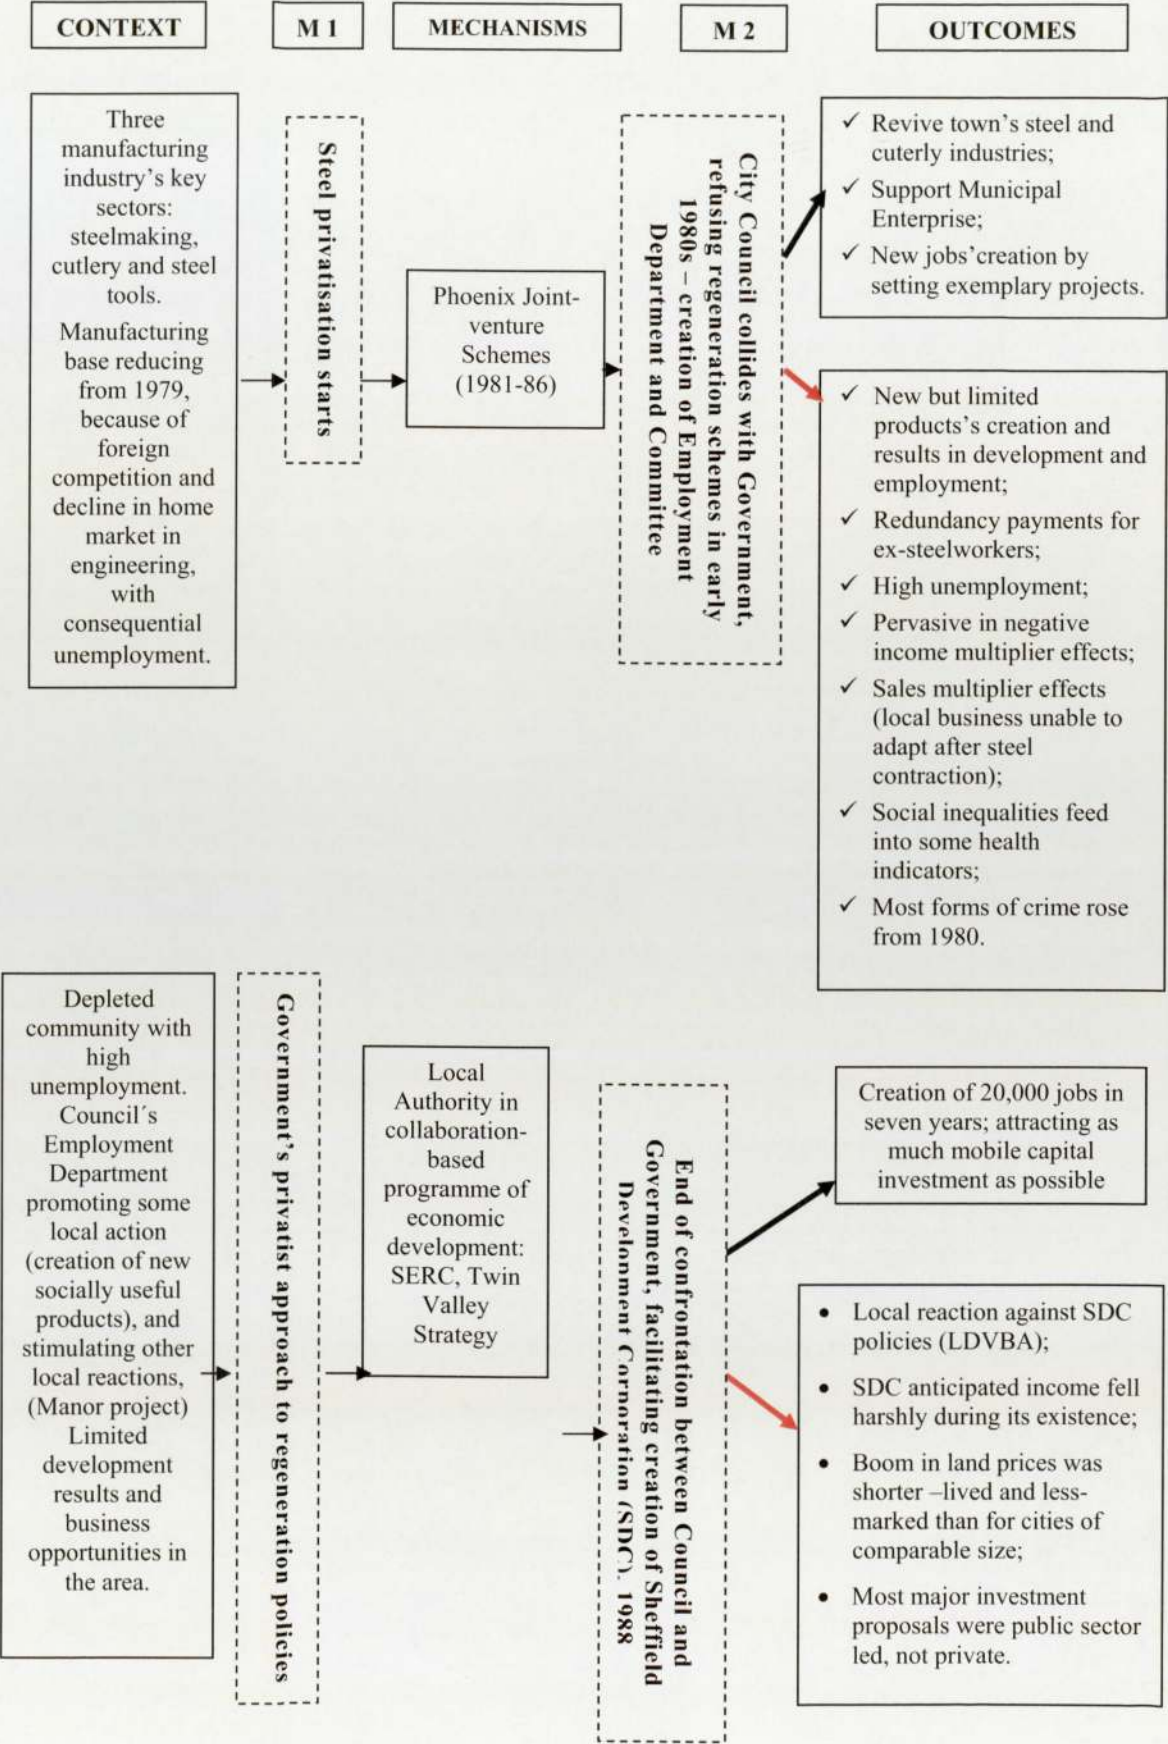 CONTEXT
M 1
MECHANISMS
M 2
OUTCOMES
Three
manufacturing
industry's key
sectors:
steelmaking,
cutlery and steel
tools.
Manufacturing
base reducing
from 1979,
because of
foreign
competition and
decline in home
market in
engineering,
with
consequential
unemployment.
Steel privatisation starts
Phoenix Joint-
venture
Schemes
(1981-86)
City Council collides with Government,
refusing regeneration schemes in early
1980s – creation of Employment
Department and Committee
✓ Revive town's steel and
cuterly industries;
✓ Support Municipal
Enterprise;
✓ New jobs'creation by
setting exemplary projects.
✓ New but limited
products's creation and
results in development and
employment;
✓ Redundancy payments for
ex-steelworkers;
✓ High unemployment;
✓ Pervasive in negative
income multiplier effects;
✓ Sales multiplier effects
(local business unable to
adapt after steel
contraction);
✓ Social inequalities feed
into some health
indicators;
✓ Most forms of crime rose
from 1980.
Depleted
community with
high
unemployment.
Council´s
Employment
Department
promoting some
local action
(creation of new
socially useful
products), and
stimulating other
local reactions,
(Manor project)
Limited
development
results and
business
opportunities in
the area.
Government's privatist approach to regeneration policies
Local
Authority in
collaboration-
based
programme of
economic
development:
SERC, Twin
Valley
Strategy
End of confrontation between Council and
Government, facilitating creation of Sheffield
Development Corporation (SDC), 1988
Creation of 20,000 jobs in
seven years; attracting as
much mobile capital
investment as possible
• Local reaction against SDC
policies (LDVBA);
• SDC anticipated income fell
harshly during its existence;
• Boom in land prices was
shorter –lived and less-
marked than for cities of
comparable size;
• Most major investment
proposals were public sector
led, not private.